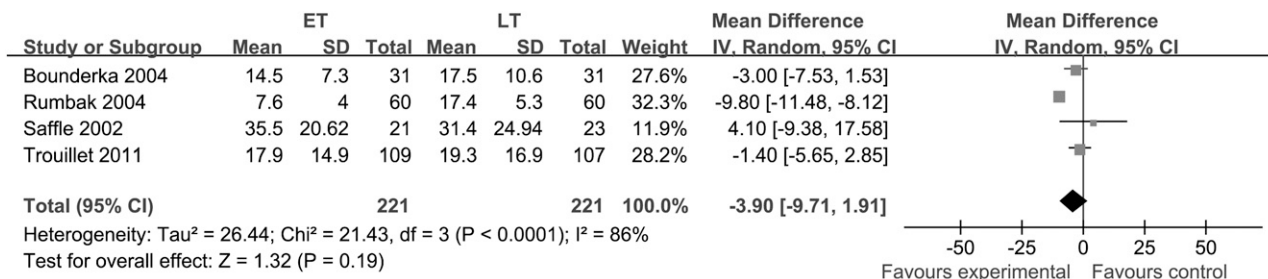 ET LT Mean Difference Mean Difference
Study or Subgroup Mean SD Total Mean SD Total Weight IV, Random, 95% CI IV, Random, 95% CI
Bounderka 2004 14.5 7.3 31 17.5 10.6 31 27.6% -3.00 [-7.53, 1.53]
Rumbak 2004 7.6 4 60 17.4 5.3 60 32.3% -9.80 [-11.48, -8.12]
Saffle 2002 35.5 20.62 21 31.4 24.94 23 11.9% 4.10 [-9.38, 17.58]
Trouillet 2011 17.9 14.9 109 19.3 16.9 107 28.2% -1.40 [-5.65, 2.85]
Total (95% CI) 221 221 100.0% -3.90 [-9.71, 1.91]
Heterogeneity: Tau² = 26.44; Chi² = 21.43, df = 3 (P < 0.0001); I² = 86%
Test for overall effect: Z = 1.32 (P = 0.19)
-50 -25 0 25 50
Favours experimental Favours control